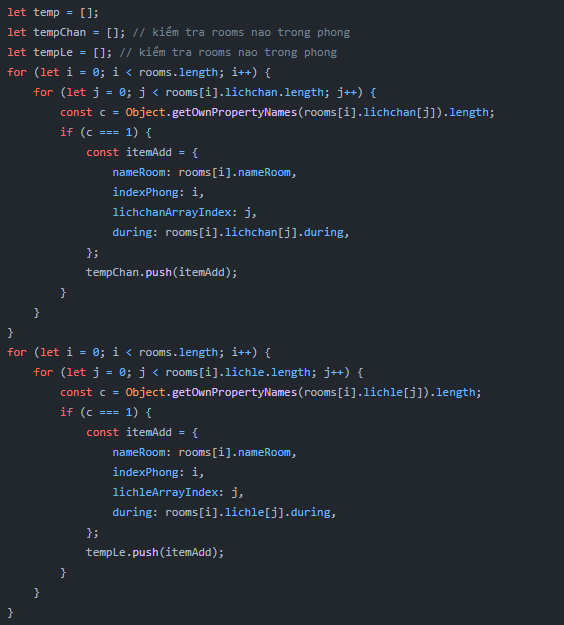 let temp = [];
let tempChan = []; // kiểm tra rooms nao trong phong
let tempLe = []; // kiểm tra rooms nao trong phong
for (let i = 0; i < rooms.length; i++) {
    for (let j = 0; j < rooms[i].lichchan.length; j++) {
        const c = Object.getOwnPropertyNames(rooms[i].lichchan[j]).length;
        if (c === 1) {
            const itemAdd = {
                nameRoom: rooms[i].nameRoom,
                indexPhong: i,
                lichchanArrayIndex: j,
                during: rooms[i].lichchan[j].during,
            };
            tempChan.push(itemAdd);
        }
    }
}
for (let i = 0; i < rooms.length; i++) {
    for (let j = 0; j < rooms[i].lichle.length; j++) {
        const c = Object.getOwnPropertyNames(rooms[i].lichle[j]).length;
        if (c === 1) {
            const itemAdd = {
                nameRoom: rooms[i].nameRoom,
                indexPhong: i,
                lichleArrayIndex: j,
                during: rooms[i].lichle[j].during,
            };
            tempLe.push(itemAdd);
        }
    }
}